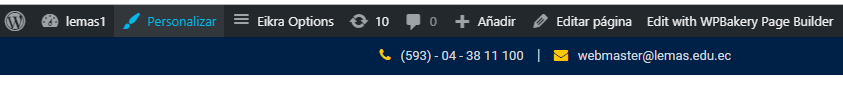 lemas1 Personalizar Eikra Options 10 0 Añadir Editar página Edit with WPBakery Page Builder
(593) - 04 - 38 11 100 | webmaster@lemas.edu.ec